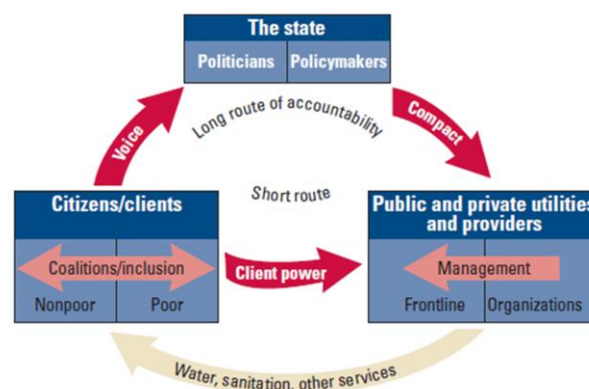 The state
Politicians
Policymakers
Long route of accountability
Voice
Compact
Short route
Citizens/clients
Coalitions/inclusion
Nonpoor
Poor
Client power
Public and private utilities
and providers
Management
Frontline
Organizations
Water, sanitation, other services